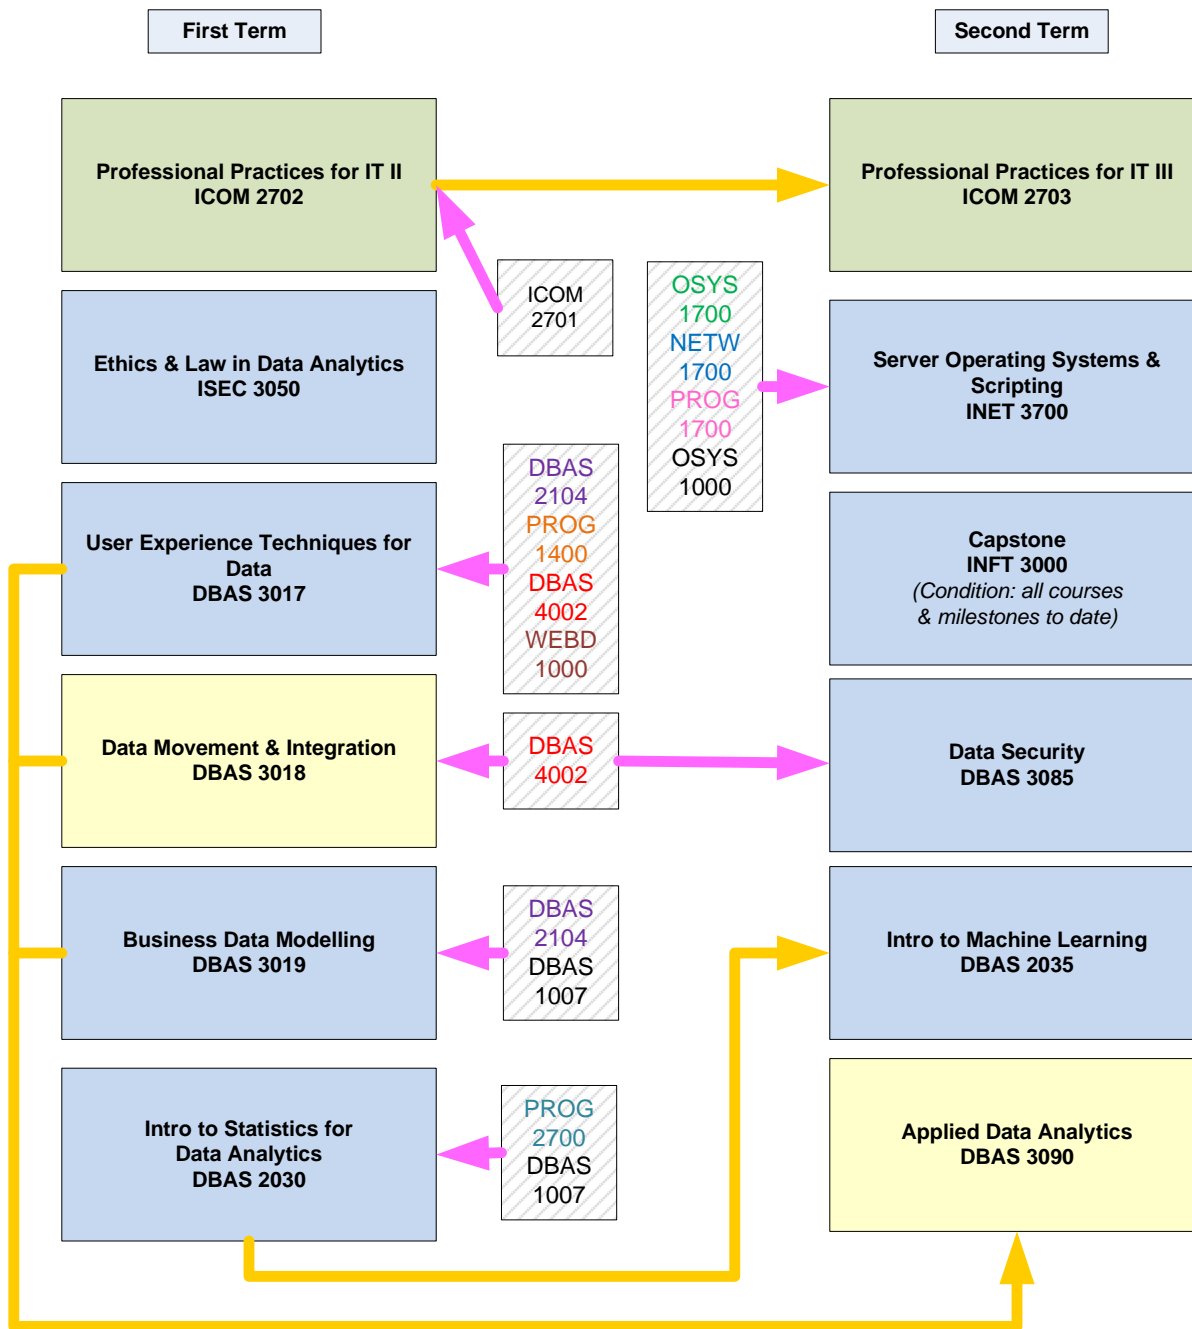 First Term
Second Term
Professional Practices for IT II
ICOM 2702
Professional Practices for IT III
ICOM 2703
ICOM
2701
OSYS
1700
NETW
1700
PROG
1700
OSYS
1000
Ethics & Law in Data Analytics
ISEC 3050
Server Operating Systems &
Scripting
INET 3700
DBAS
2104
PROG
1400
DBAS
4002
WEBD
1000
User Experience Techniques for
Data
DBAS 3017
Capstone
INFT 3000
(Condition: all courses
& milestones to date)
Data Movement & Integration
DBAS 3018
DBAS
4002
Data Security
DBAS 3085
Business Data Modelling
DBAS 3019
DBAS
2104
DBAS
1007
Intro to Machine Learning
DBAS 2035
Intro to Statistics for
Data Analytics
DBAS 2030
PROG
2700
DBAS
1007
Applied Data Analytics
DBAS 3090